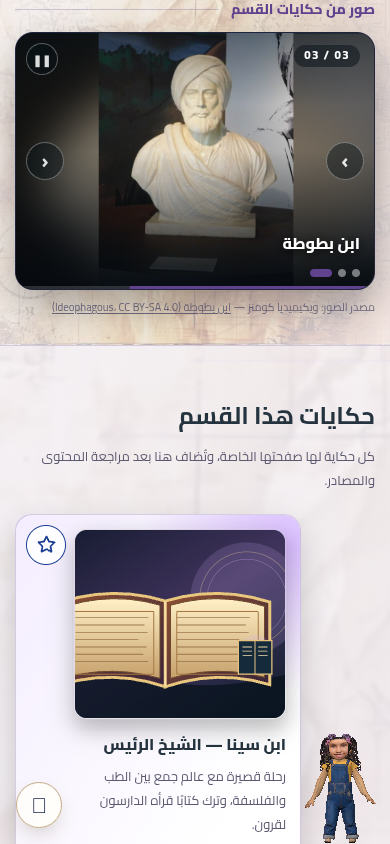 صور من حكايات القسم
03 / 03
ابن بطوطة
مصدر الصور: ويكيميديا كومنز — ابن بطوطة (Ideophagous، CC BY-SA 4.0)
حكايات هذا القسم
كل حكاية لها صفحتها الخاصة، وتُضاف هنا بعد مراجعة المحتوى
والمصادر.
ابن سينا — الشيخ الرئيس
رحلة قصيرة مع عالم جمع بين الطب
والفلسفة، وترك كتابًا قرأه الدارسون
لقرون.